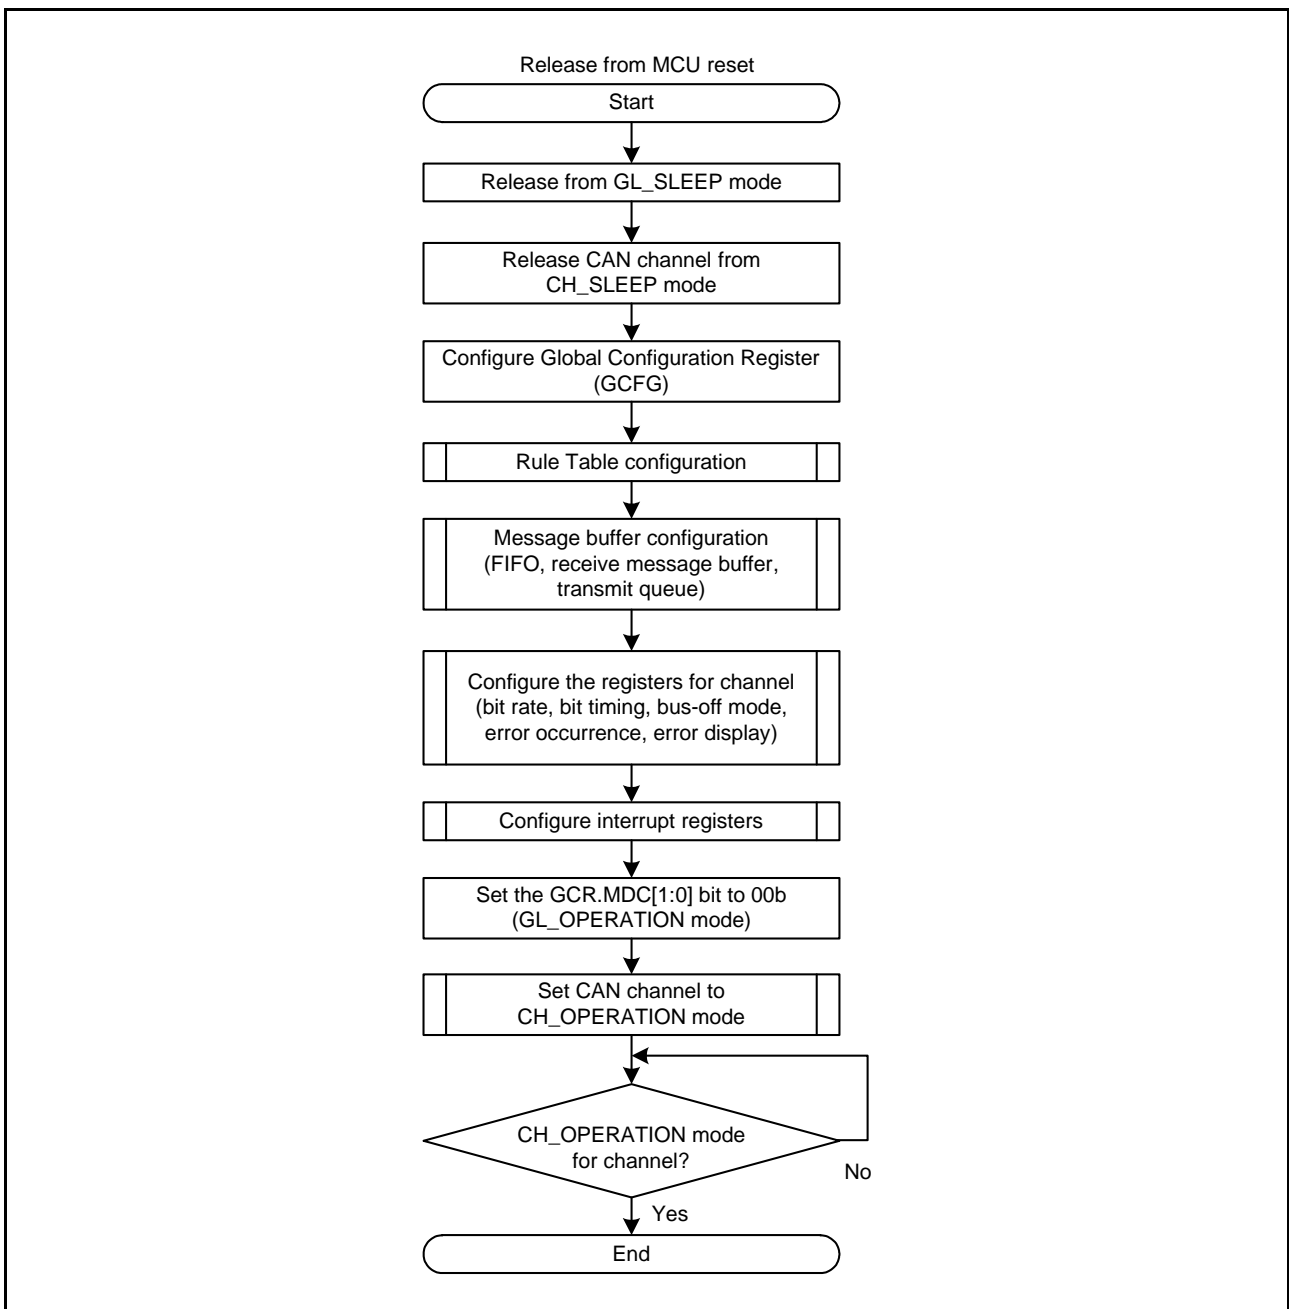 Release from MCU reset
Start
Release from GL_SLEEP mode
Release CAN channel from
CH_SLEEP mode
Configure Global Configuration Register
(GCFG)
Rule Table configuration
Message buffer configuration
(FIFO, receive message buffer,
transmit queue)
Configure the registers for channel
(bit rate, bit timing, bus-off mode,
error occurrence, error display)
Configure interrupt registers
Set the GCR.MDC[1:0] bit to 00b
(GL_OPERATION mode)
Set CAN channel to
CH_OPERATION mode
CH_OPERATION mode
for channel?
No
Yes
End